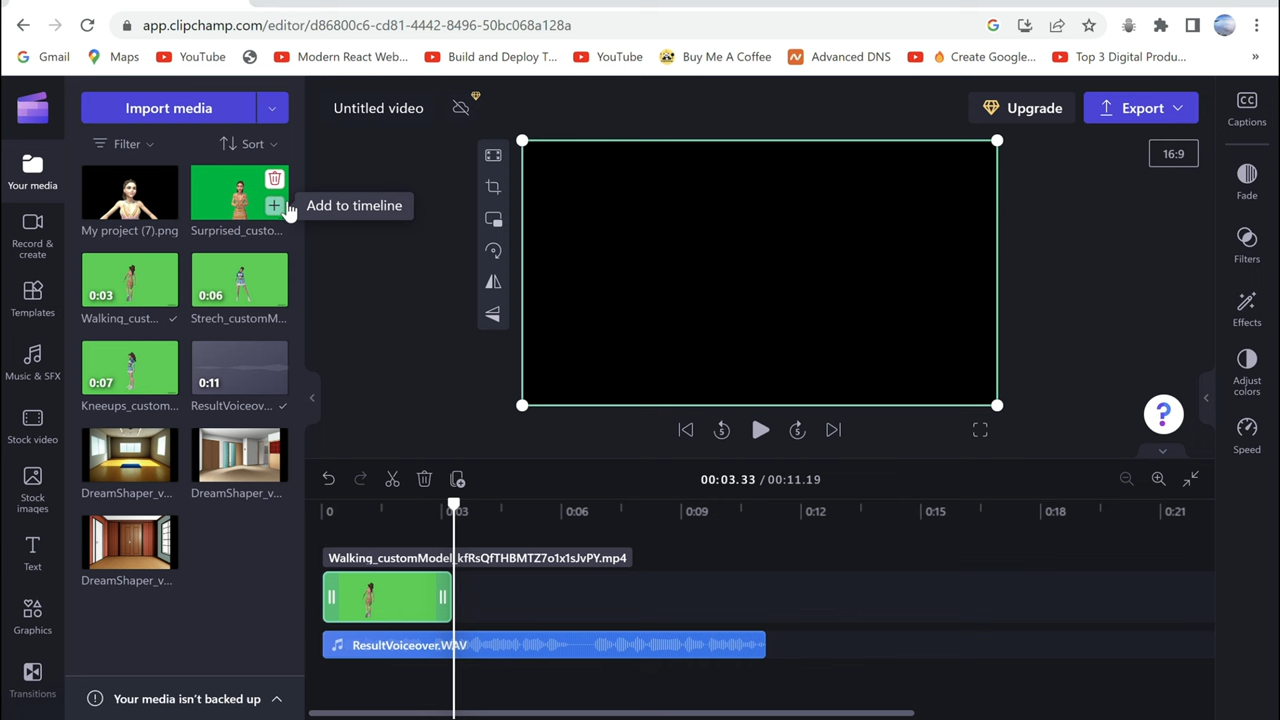 app.clipchamp.com/editor/d86800c6-cd81-4442-8496-50bc068a128a
Gmail
Maps
YouTube
Modern React Web...
Build and Deploy T...
YouTube
Buy Me A Coffee
Advanced DNS
Create Google...
Top 3 Digital Produ...
»
Import media
Untitled video
Upgrade
Export
Captions
Filter
Sort
16:9
Your media
Add to timeline
Fade
My project (7).png
Surprised_custo...
Record & create
Filters
0:03
0:06
Walking_cust...
Strech_customM...
Templates
Effects
Music & SFX
0:07
0:11
Kneeups_custom...
ResultVoiceov...
Adjust colors
Stock video
?
5
5
Speed
DreamShaper_v...
DreamShaper_v...
Stock images
00:03.33 / 00:11.19
0
0:03
0:06
0:09
0:12
0:15
0:18
0:21
Text
Walking_customModel_kfRsQfTHBMTZ7o1x1sJvPY.mp4
DreamShaper_v...
Graphics
ResultVoiceover.WAV
Transitions
Your media isn't backed up